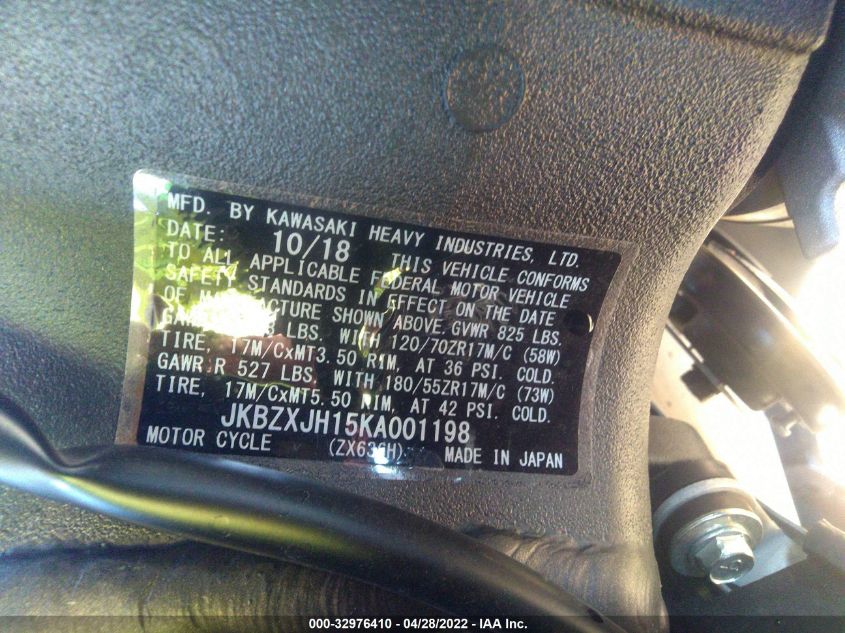 MFD. BY KAWASAKI HEAVY INDUSTRIES, LTD.
DATE: 10/18 THIS VEHICLE CONFORMS
TO ALL APPLICABLE FEDERAL MOTOR VEHICLE
SAFETY STANDARDS IN EFFECT ON THE DATE
OF MANUFACTURE SHOWN ABOVE. GVWR 825 LBS.
LBS. WITH 120/70ZR17M/C (58W)
TIRE, 17M/CxMT3.50 RIM, AT 36 PSI. COLD.
GAWR R 527 LBS. WITH 180/55ZR17M/C (73W)
TIRE, 17M/CxMT5.50 RIM, AT 42 PSI. COLD.
JKBZXJH15KA001198
MOTOR CYCLE (ZX636H) MADE IN JAPAN
000-32976410 / 04/28/2022 - IAA Inc.